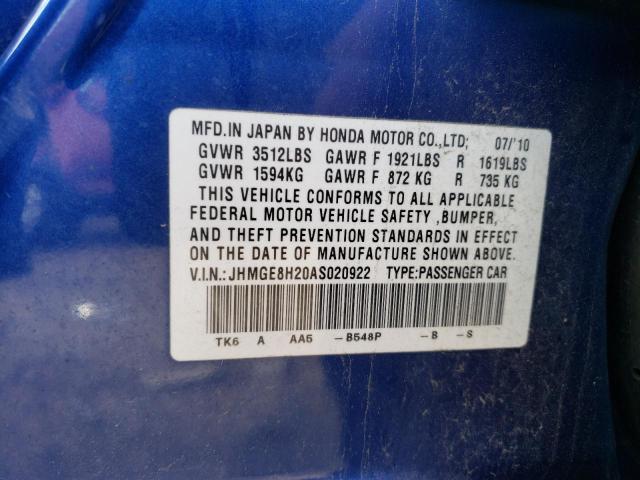 MFD.IN JAPAN BY HONDA MOTOR CO.,LTD; 07/'10
GVWR 3512LBS GAWR F 1921LBS R 1619LBS
GVWR 1594KG GAWR F 872 KG R 735 KG
THIS VEHICLE CONFORMS TO ALL APPLICABLE
FEDERAL MOTOR VEHICLE SAFETY ,BUMPER,
AND THEFT PREVENTION STANDARDS IN EFFECT
ON THE DATE OF MANUFACTURE SHOWN ABOVE.
V.I.N.:JHMGE8H20AS020922 TYPE:PASSENGER CAR
TK6 A AA5 -B548P -B -S